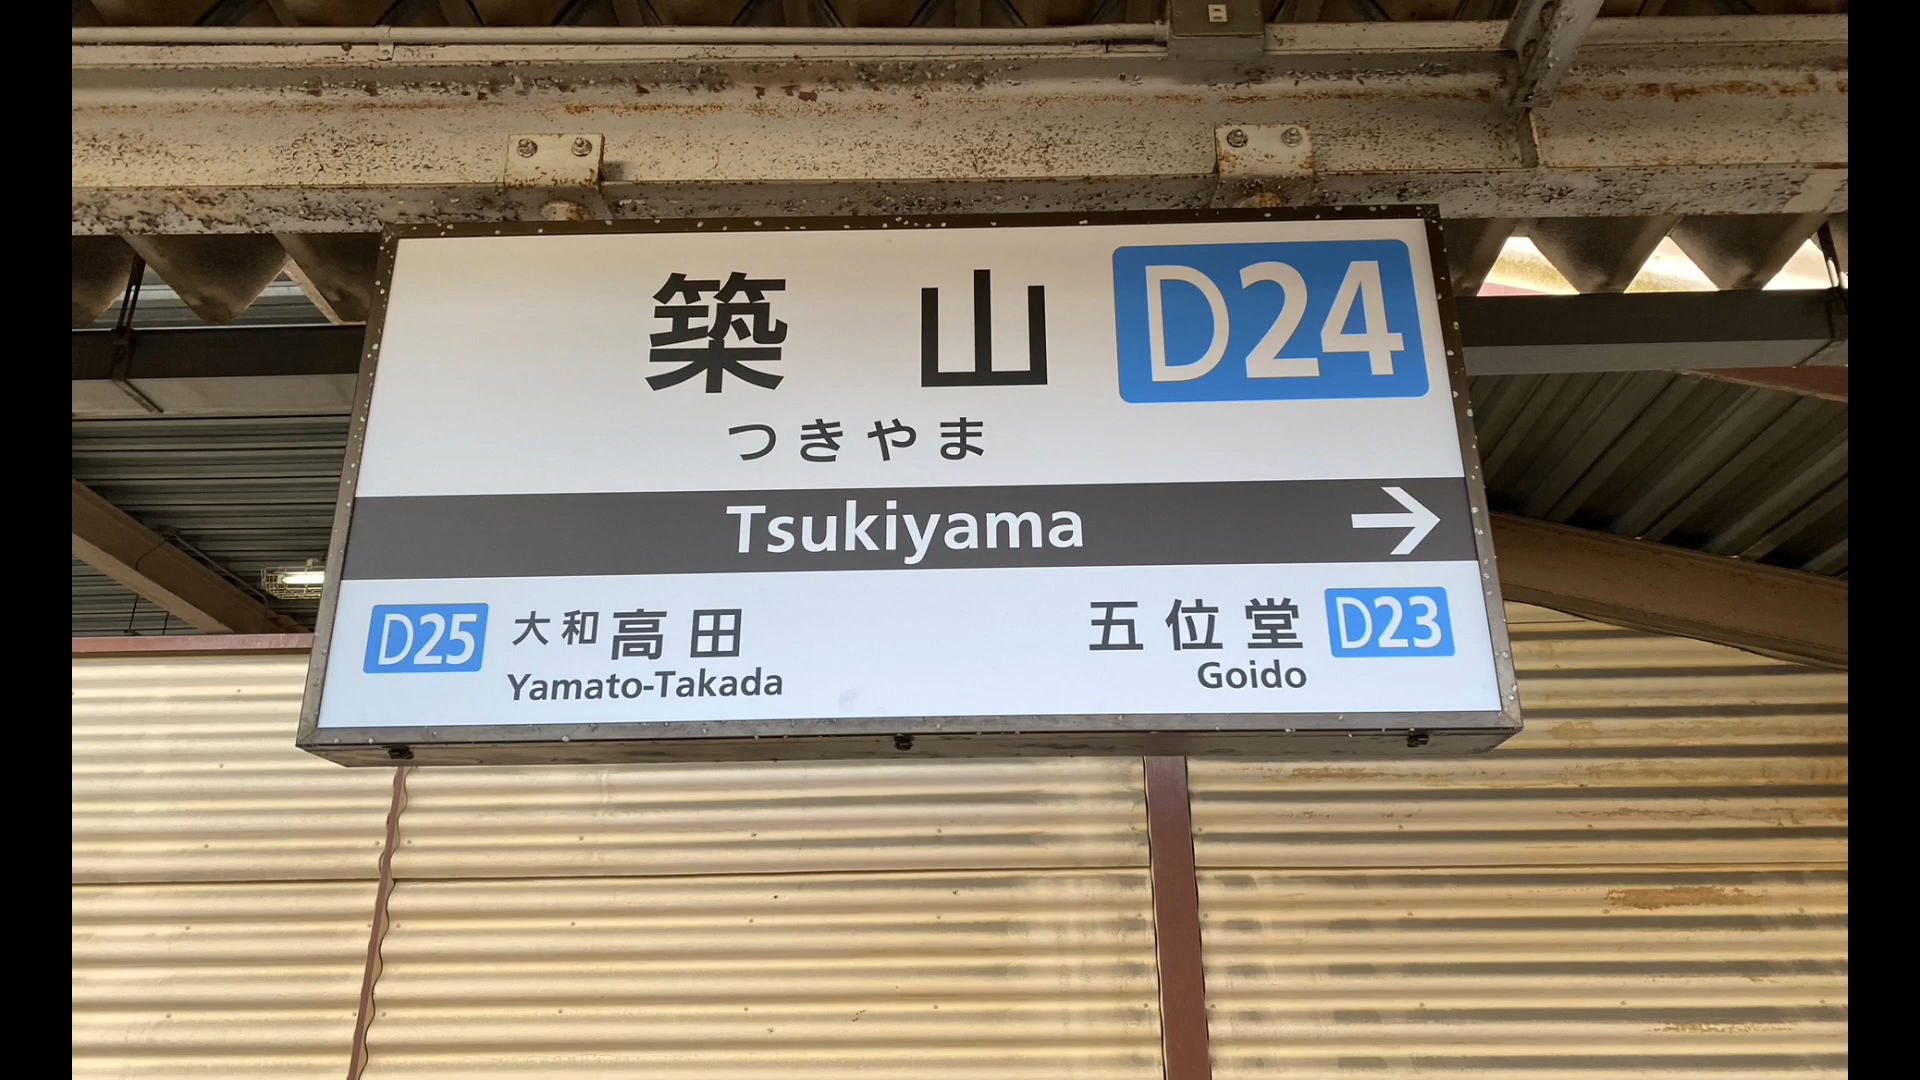 築山 D24
つきやま
Tsukiyama →
D25 大和高田 五位堂 D23
Yamato-Takada Goido